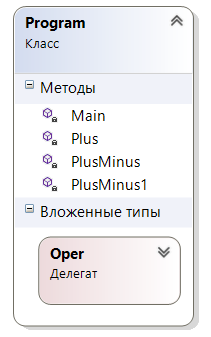 Program
Класс
Методы
Main
Plus
PlusMinus
PlusMinus1
Вложенные типы
Oper
Делегат